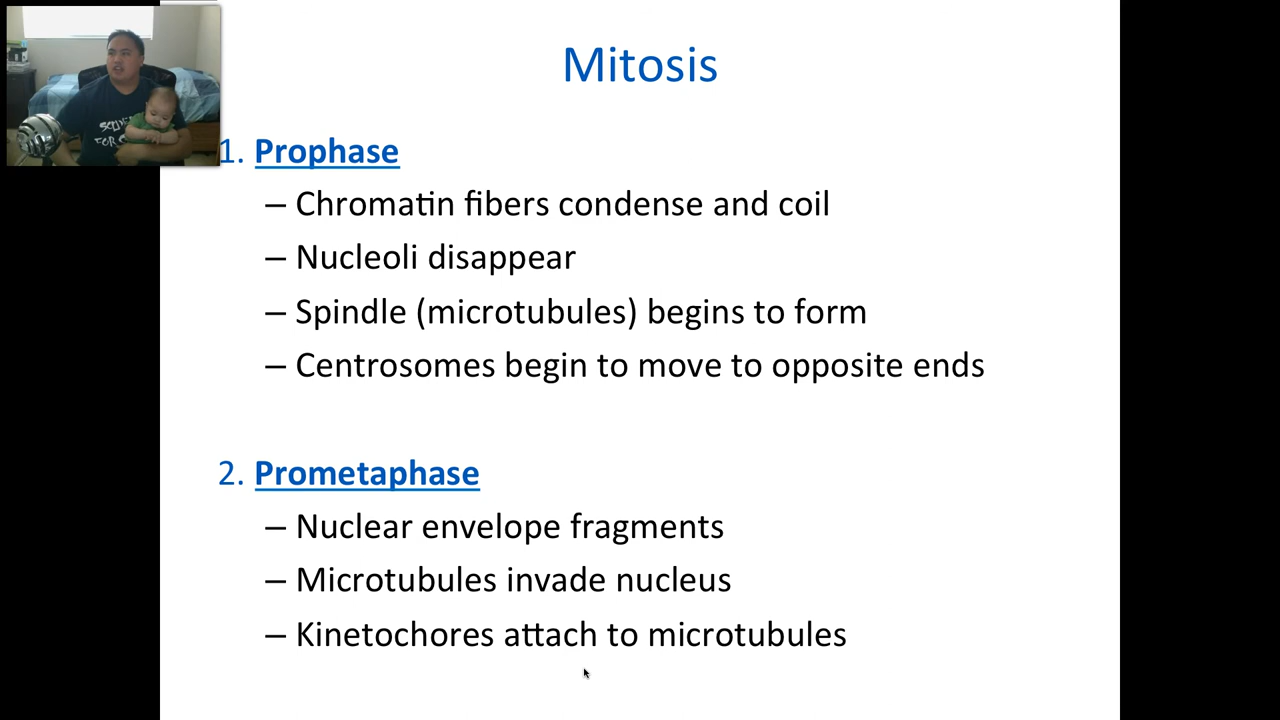 Mitosis
1. Prophase
– Chromatin fibers condense and coil
– Nucleoli disappear
– Spindle (microtubules) begins to form
– Centrosomes begin to move to opposite ends
2. Prometaphase
– Nuclear envelope fragments
– Microtubules invade nucleus
– Kinetochores attach to microtubules